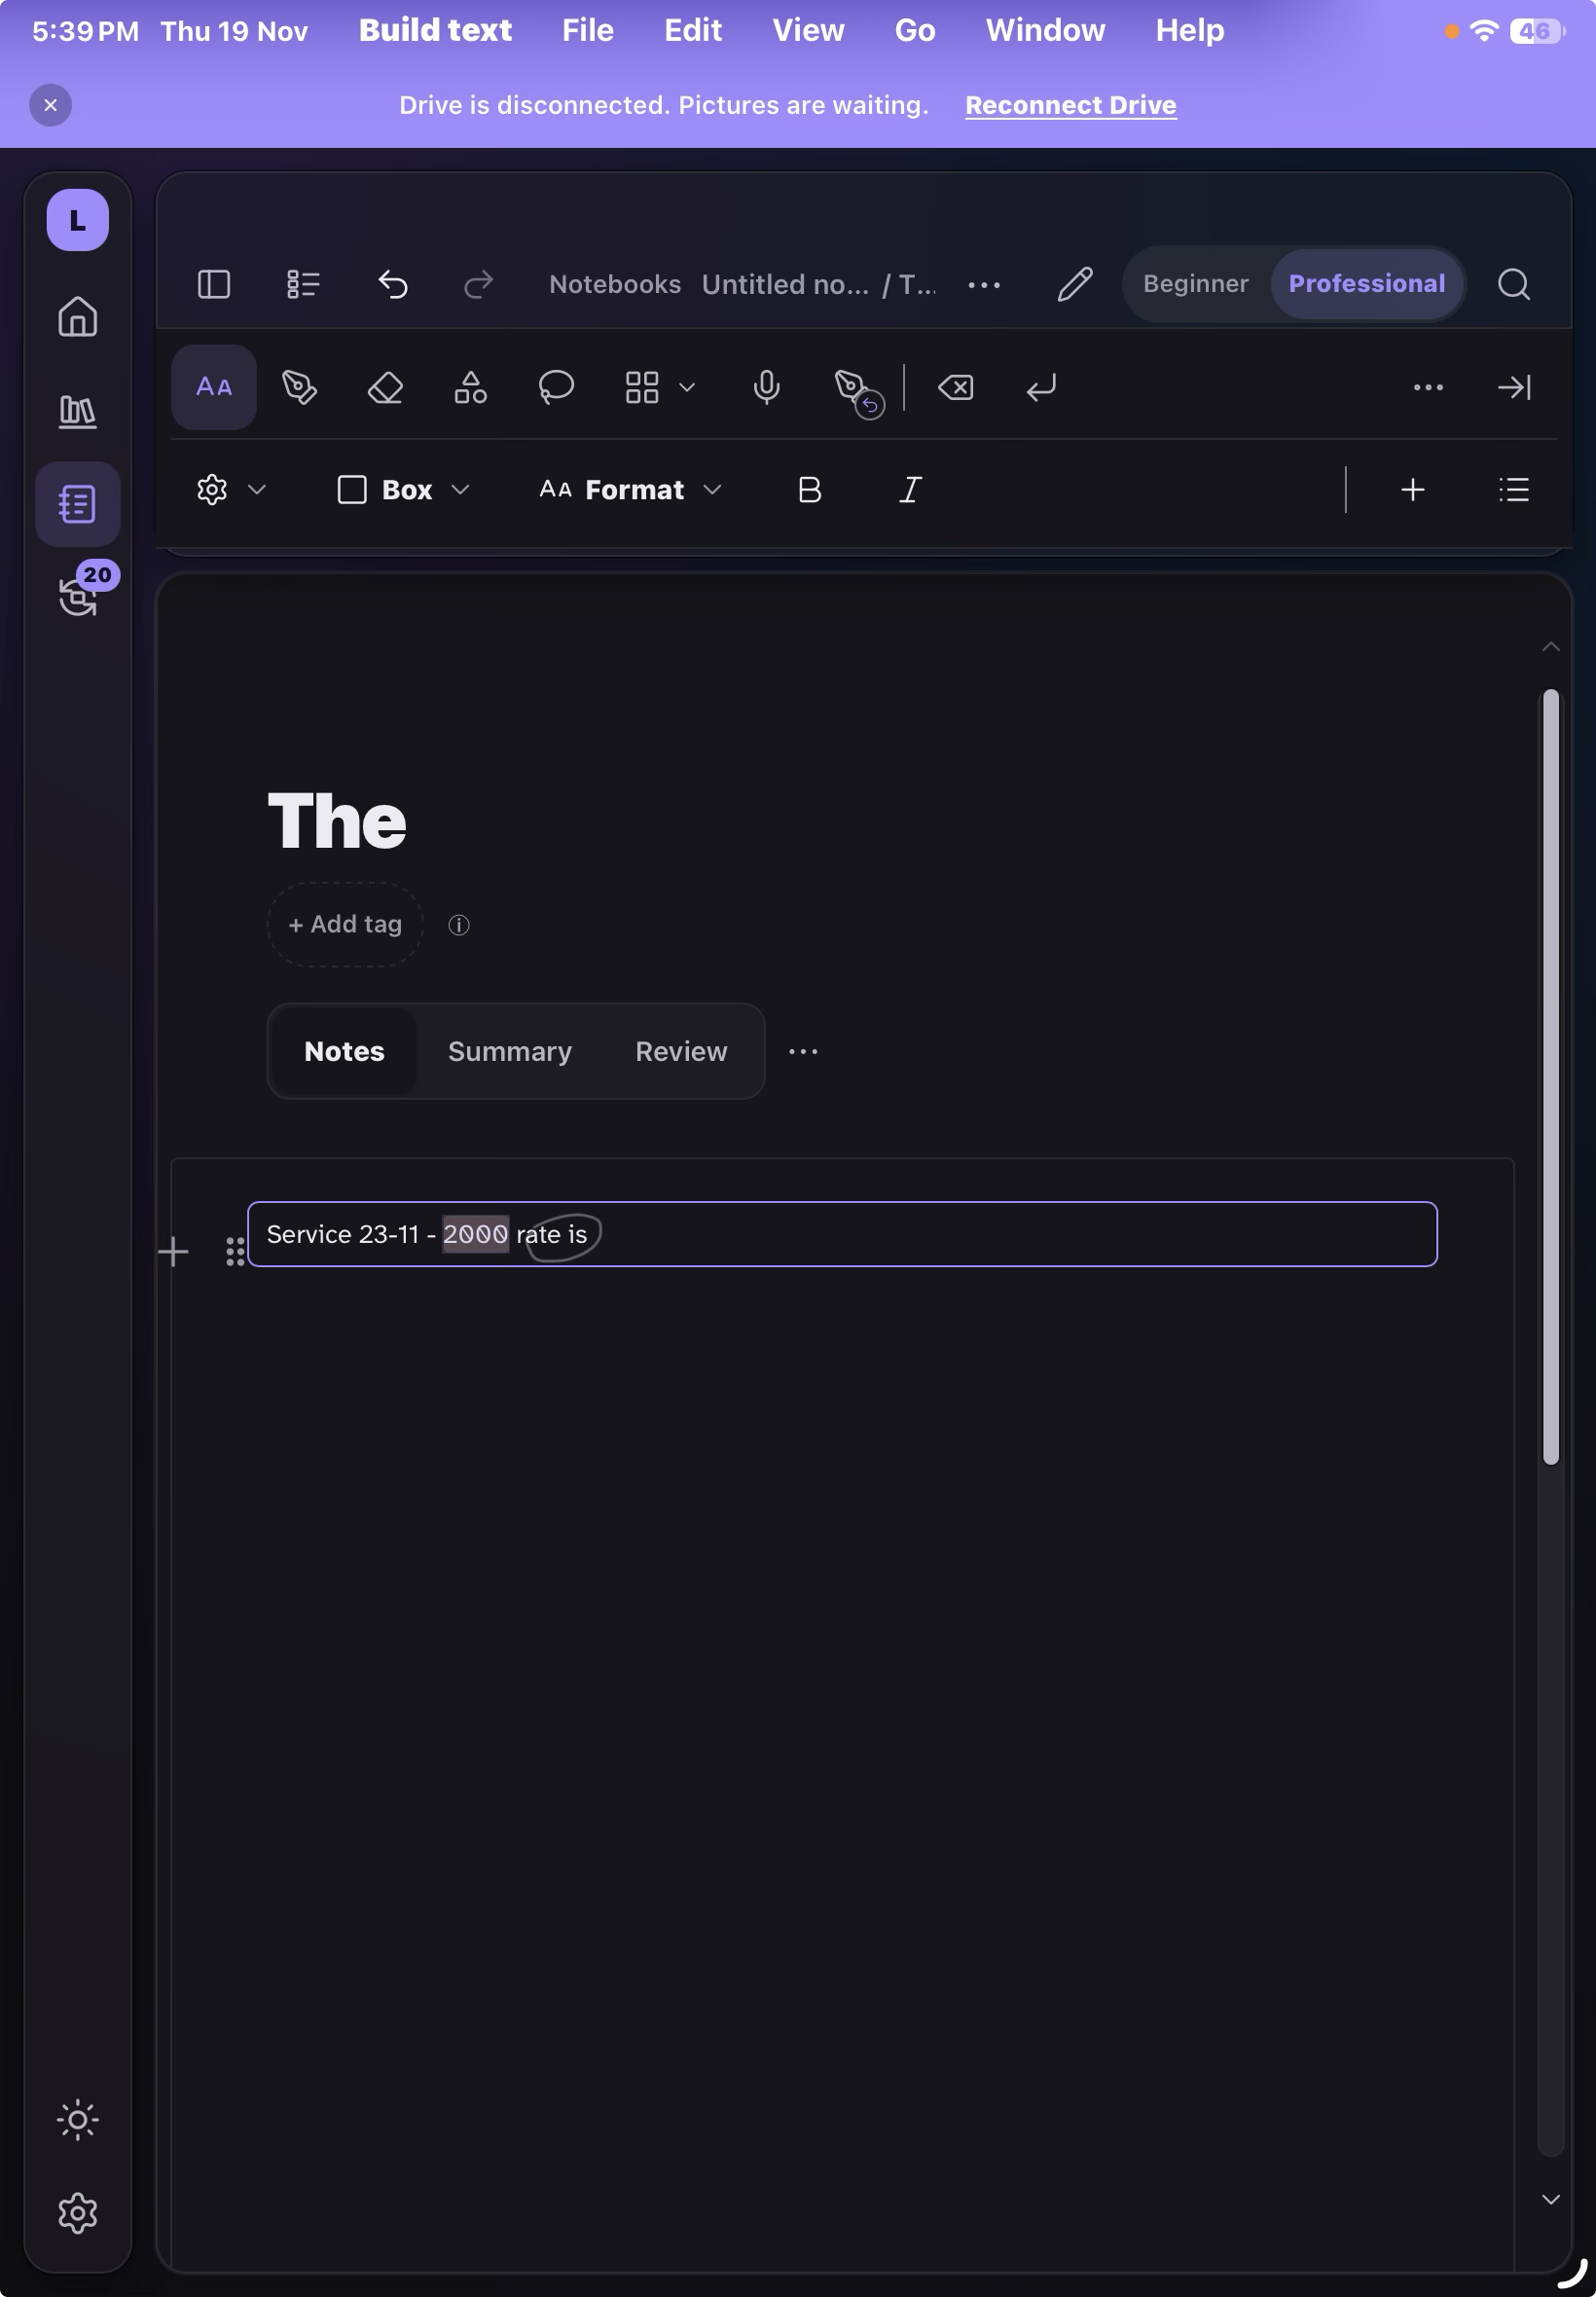 5:39 PM Thu 19 Nov Build text File Edit View Go Window Help 46
Drive is disconnected. Pictures are waiting. Reconnect Drive
L
Notebooks Untitled no... / T... Beginner Professional
AA
Box AA Format B I
20
The
+ Add tag
Notes Summary Review
Service 23-11 - 2000 rate is